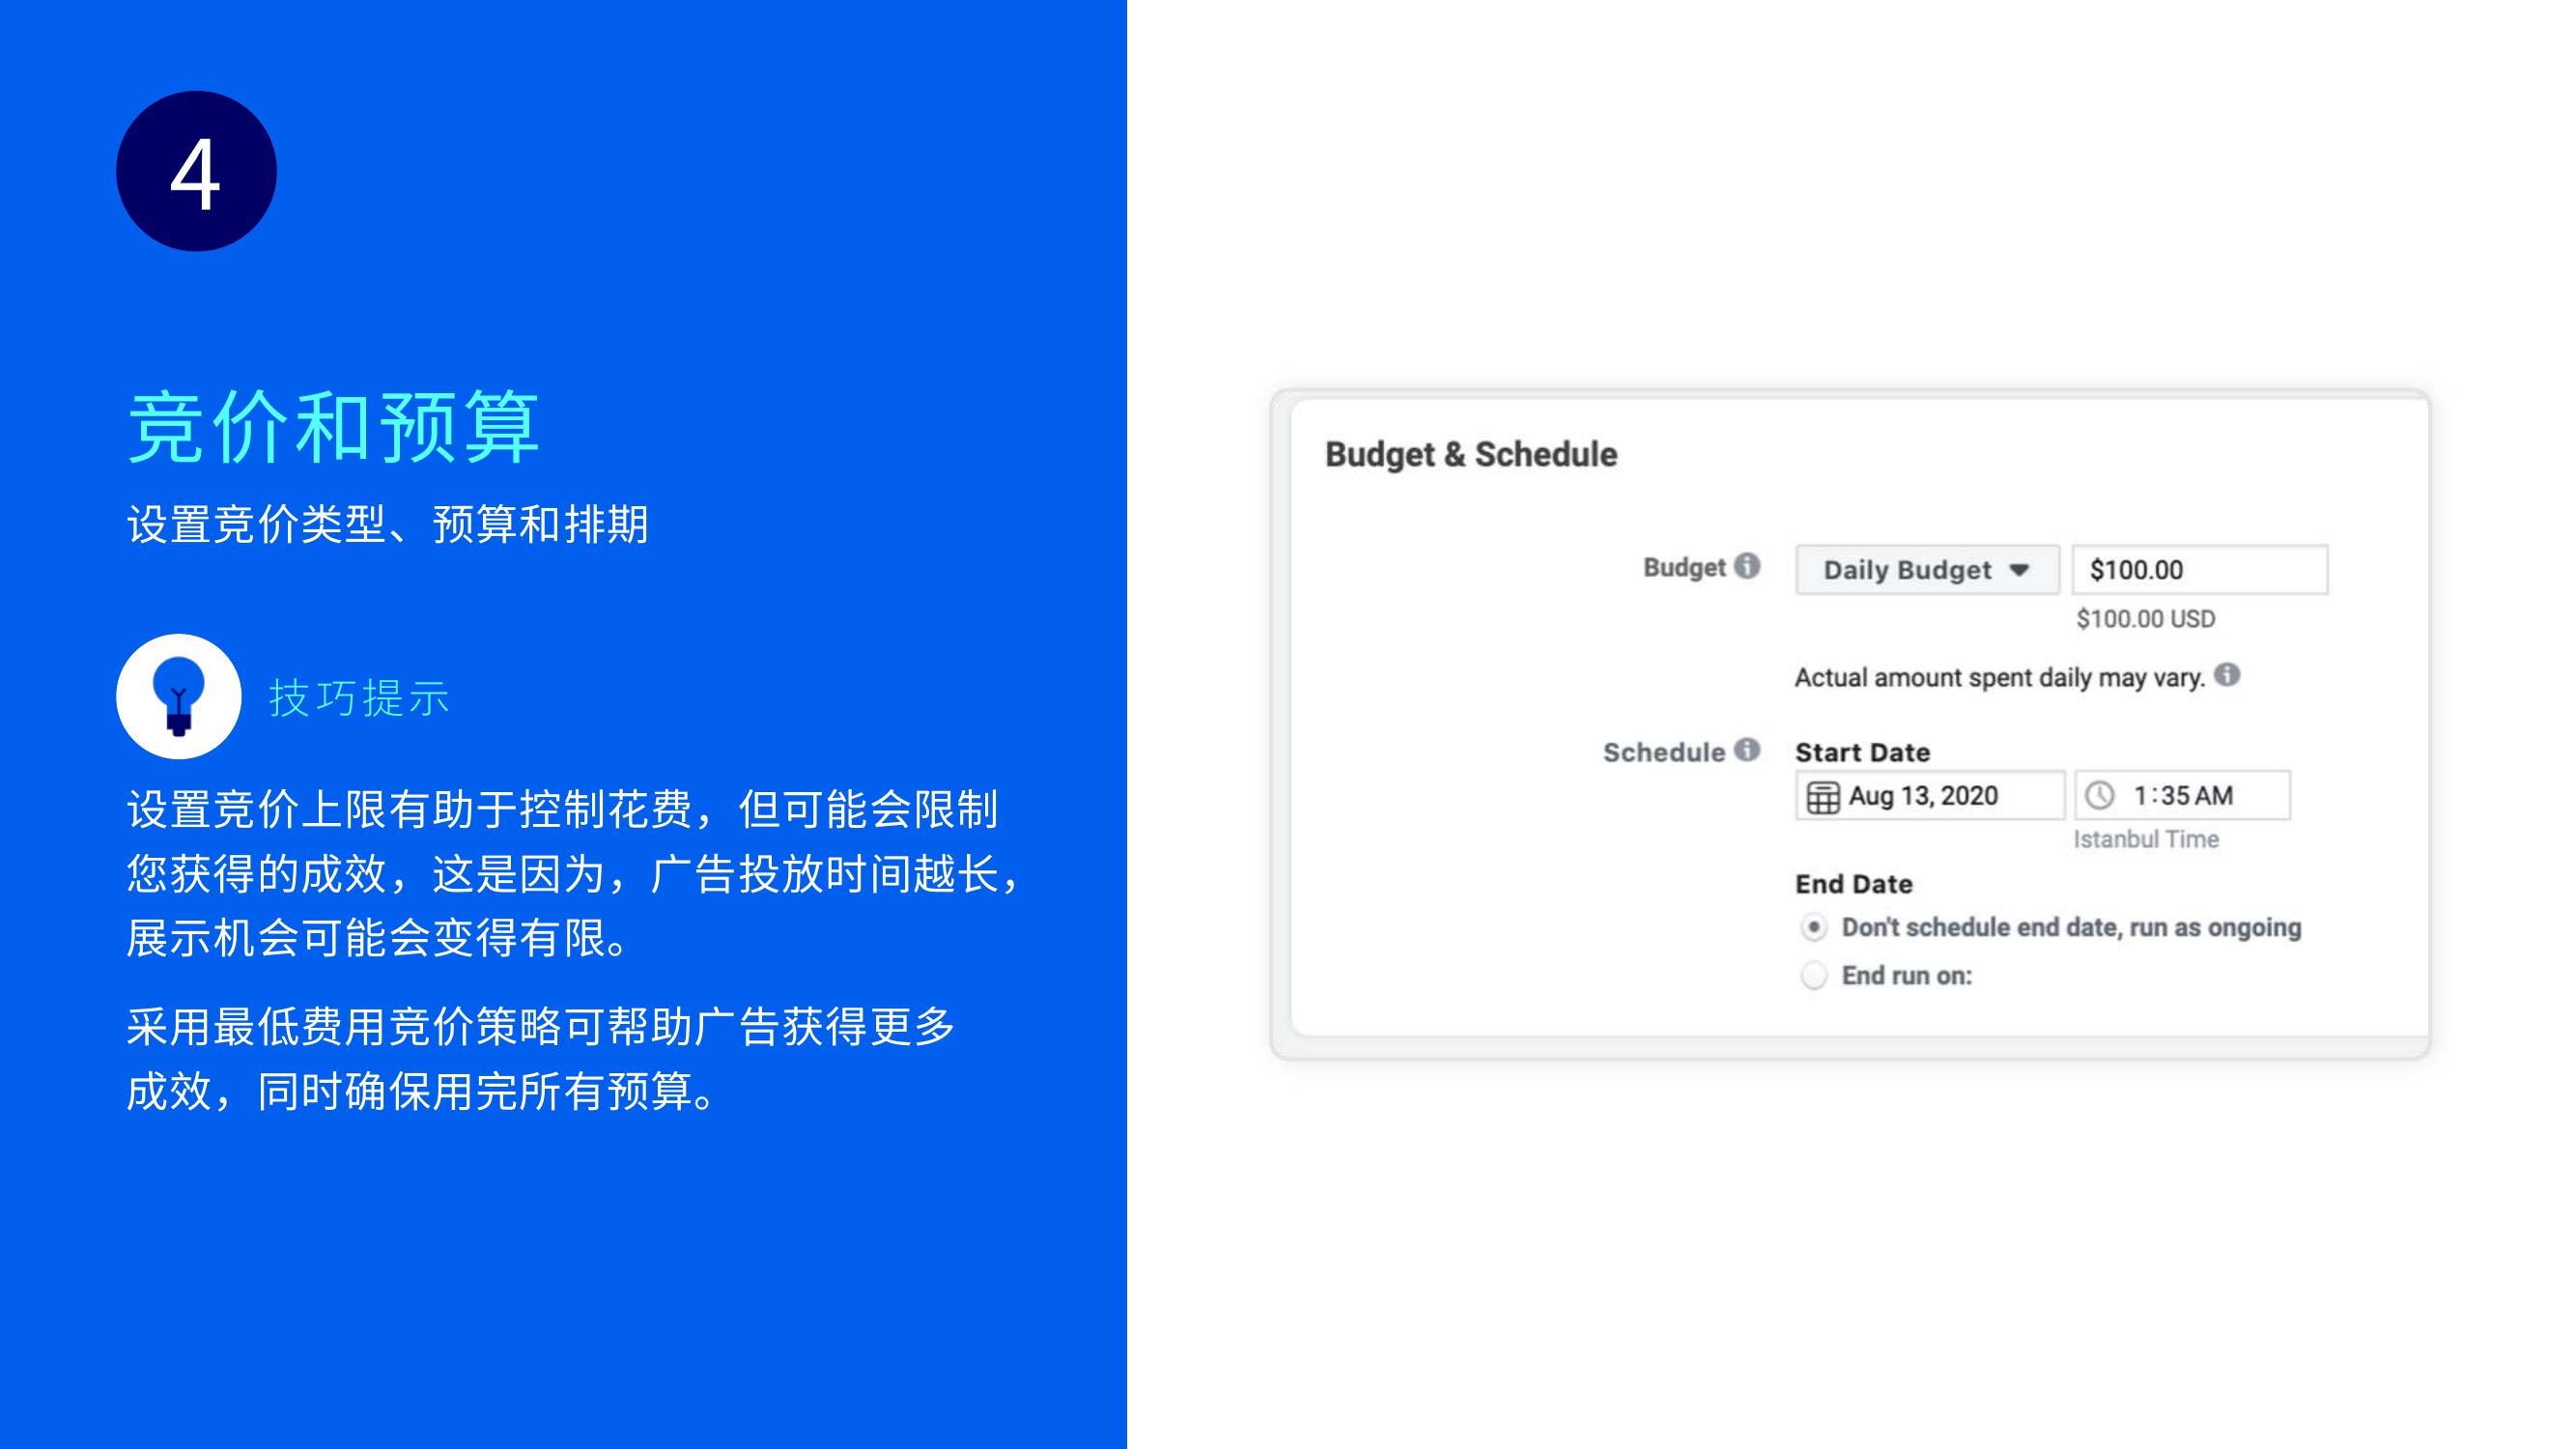 4
竞价和预算
设置竞价类型、预算和排期
技巧提示
设置竞价上限有助于控制花费，但可能会限制
您获得的成效，这是因为，广告投放时间越长，
展示机会可能会变得有限。
采用最低费用竞价策略可帮助广告获得更多
成效，同时确保用完所有预算。
Budget & Schedule
Budget Daily Budget $100.00
$100.00 USD
Actual amount spent daily may vary.
Schedule Start Date
Aug 13, 2020 1:35 AM
Istanbul Time
End Date
Don't schedule end date, run as ongoing
End run on: